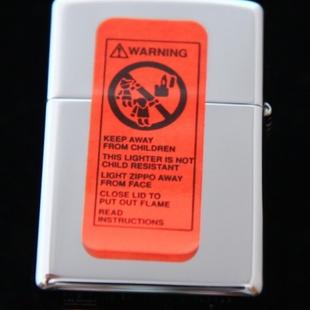 WARNING
KEEP AWAY
FROM CHILDREN
THIS LIGHTER IS NOT
CHILD RESISTANT
LIGHT ZIPPO AWAY
FROM FACE
CLOSE LID TO
PUT OUT FLAME
READ
INSTRUCTIONS